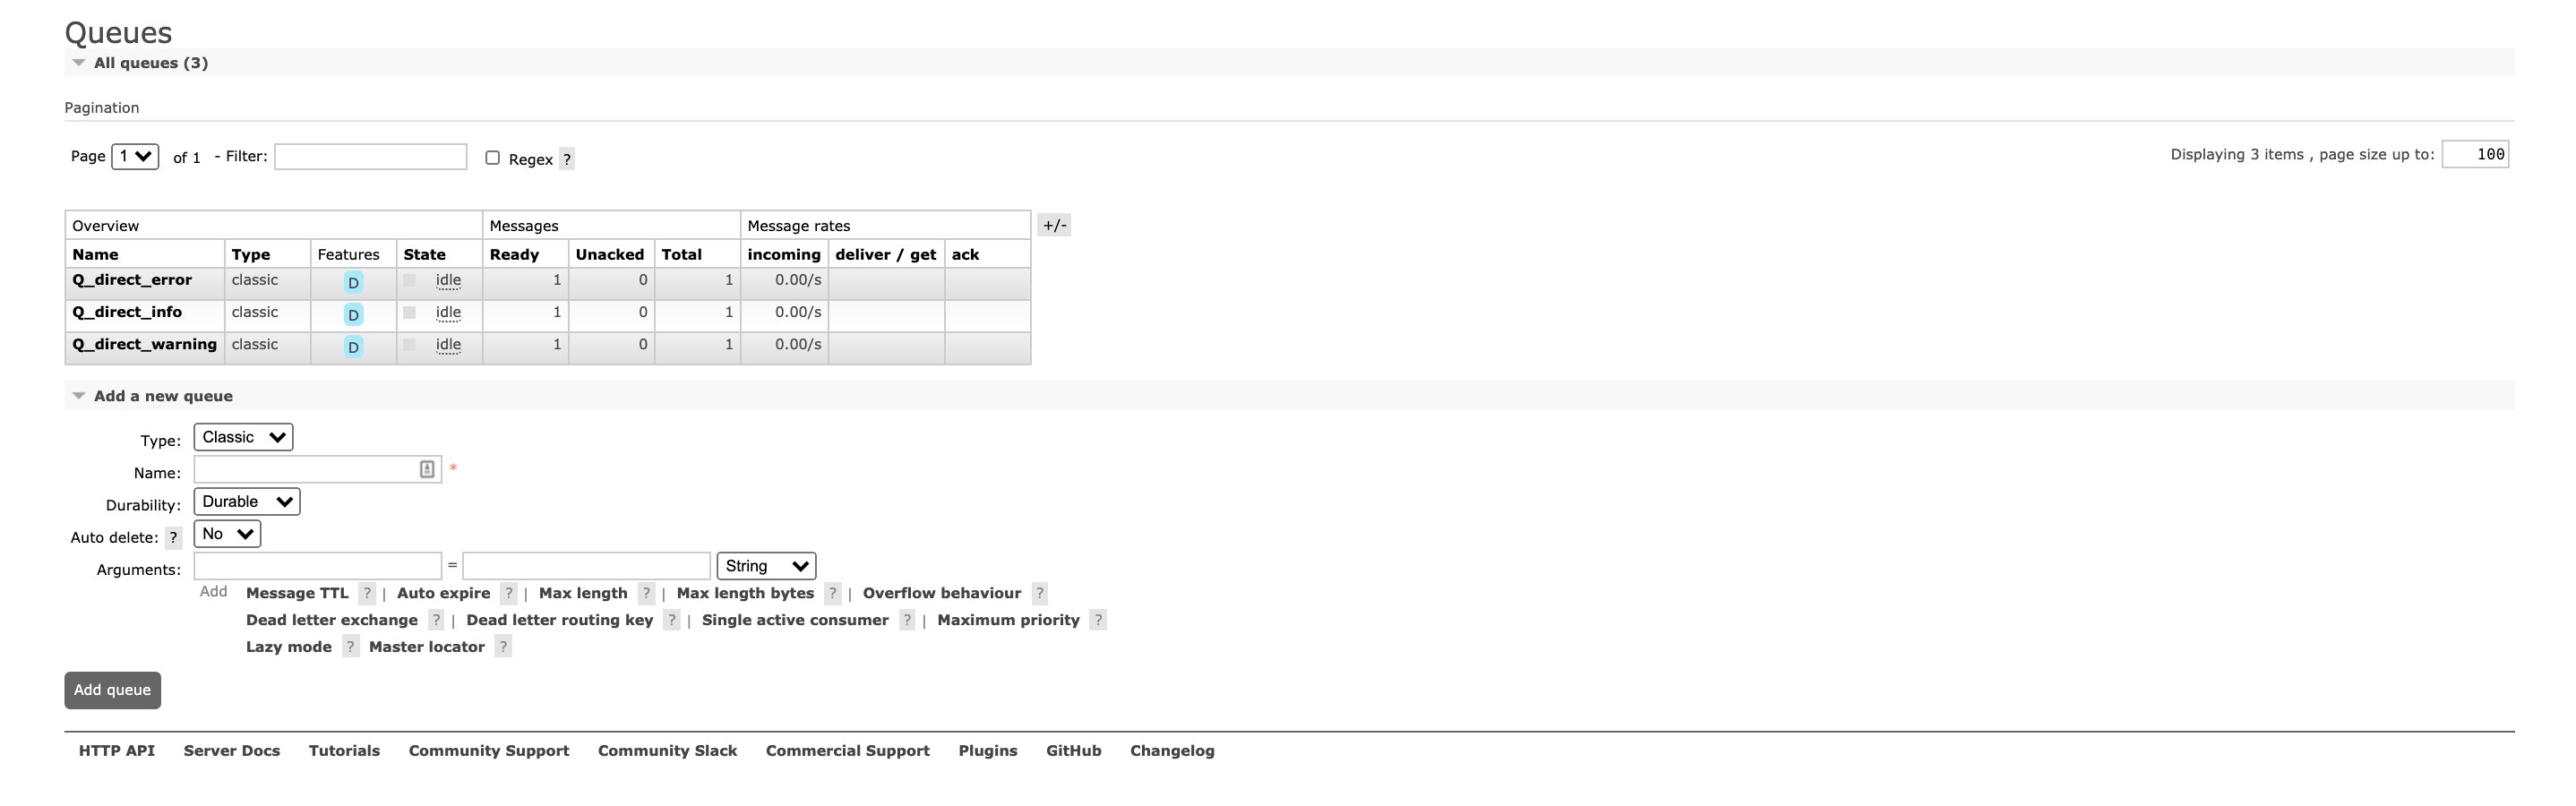 Queues
All queues (3)
Pagination
Page 1 of 1 - Filter: Regex ? Displaying 3 items , page size up to: 100
Overview Messages Message rates +/-
Name Type Features State Ready Unacked Total incoming deliver / get ack
Q_direct_error classic D idle 1 0 1 0.00/s
Q_direct_info classic D idle 1 0 1 0.00/s
Q_direct_warning classic D idle 1 0 1 0.00/s
Add a new queue
Type: Classic
Name: *
Durability: Durable
Auto delete: ? No
Arguments: = String
Add Message TTL ? | Auto expire ? | Max length ? | Max length bytes ? | Overflow behaviour ?
Dead letter exchange ? | Dead letter routing key ? | Single active consumer ? | Maximum priority ?
Lazy mode ? Master locator ?
Add queue
HTTP API Server Docs Tutorials Community Support Community Slack Commercial Support Plugins GitHub Changelog